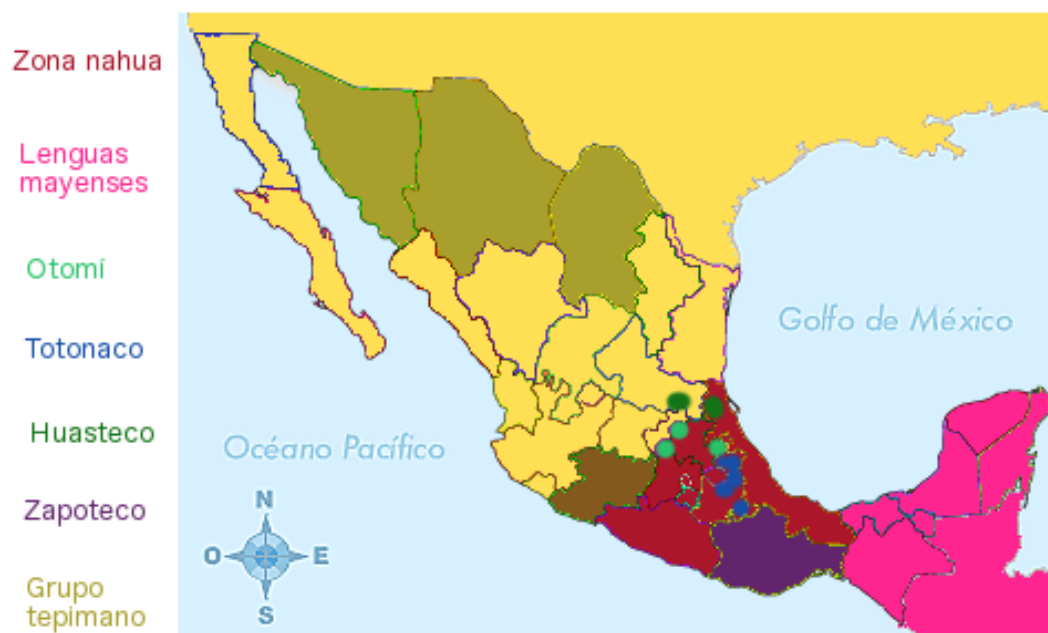 Zona nahua
Lenguas
mayenses
Otomí
Totonaco
Huasteco
Zapoteco
Grupo
tepimano
Golfo de México
Océano Pacífico
N
O
E
S